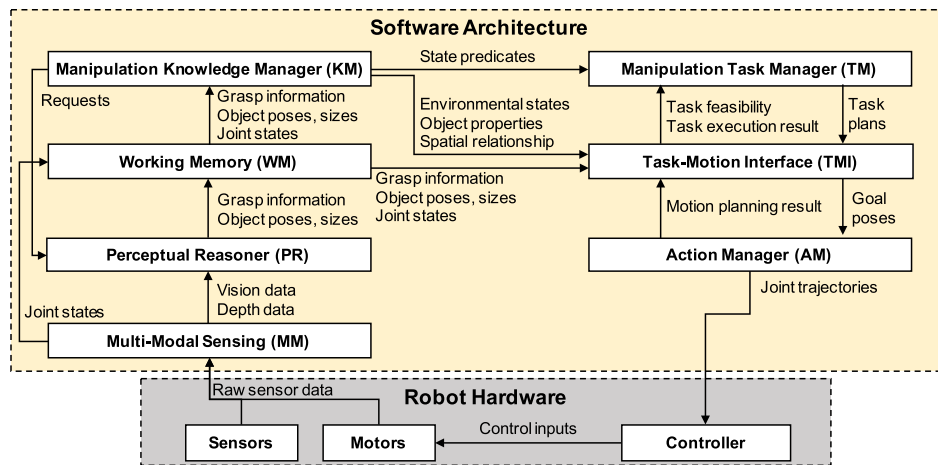 Software Architecture
Manipulation Knowledge Manager (KM)
State predicates
Manipulation Task Manager (TM)
Requests
Grasp information
Object poses, sizes
Joint states
Environmental states
Object properties
Spatial relationship
Task feasibility
Task execution result
Task
plans
Working Memory (WM)
Task-Motion Interface (TMI)
Grasp information
Object poses, sizes
Grasp information
Object poses, sizes
Joint states
Motion planning result
Goal
poses
Perceptual Reasoner (PR)
Action Manager (AM)
Joint states
Vision data
Depth data
Joint trajectories
Multi-Modal Sensing (MM)
Raw sensor data
Robot Hardware
Sensors
Motors
Control inputs
Controller